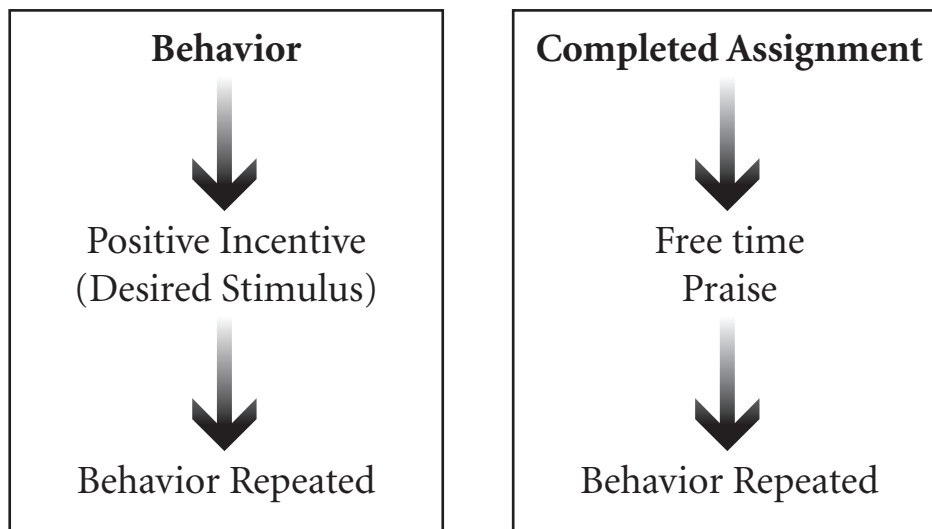 Behavior
Positive Incentive
(Desired Stimulus)
Behavior Repeated
Completed Assignment
Free time
Praise
Behavior Repeated